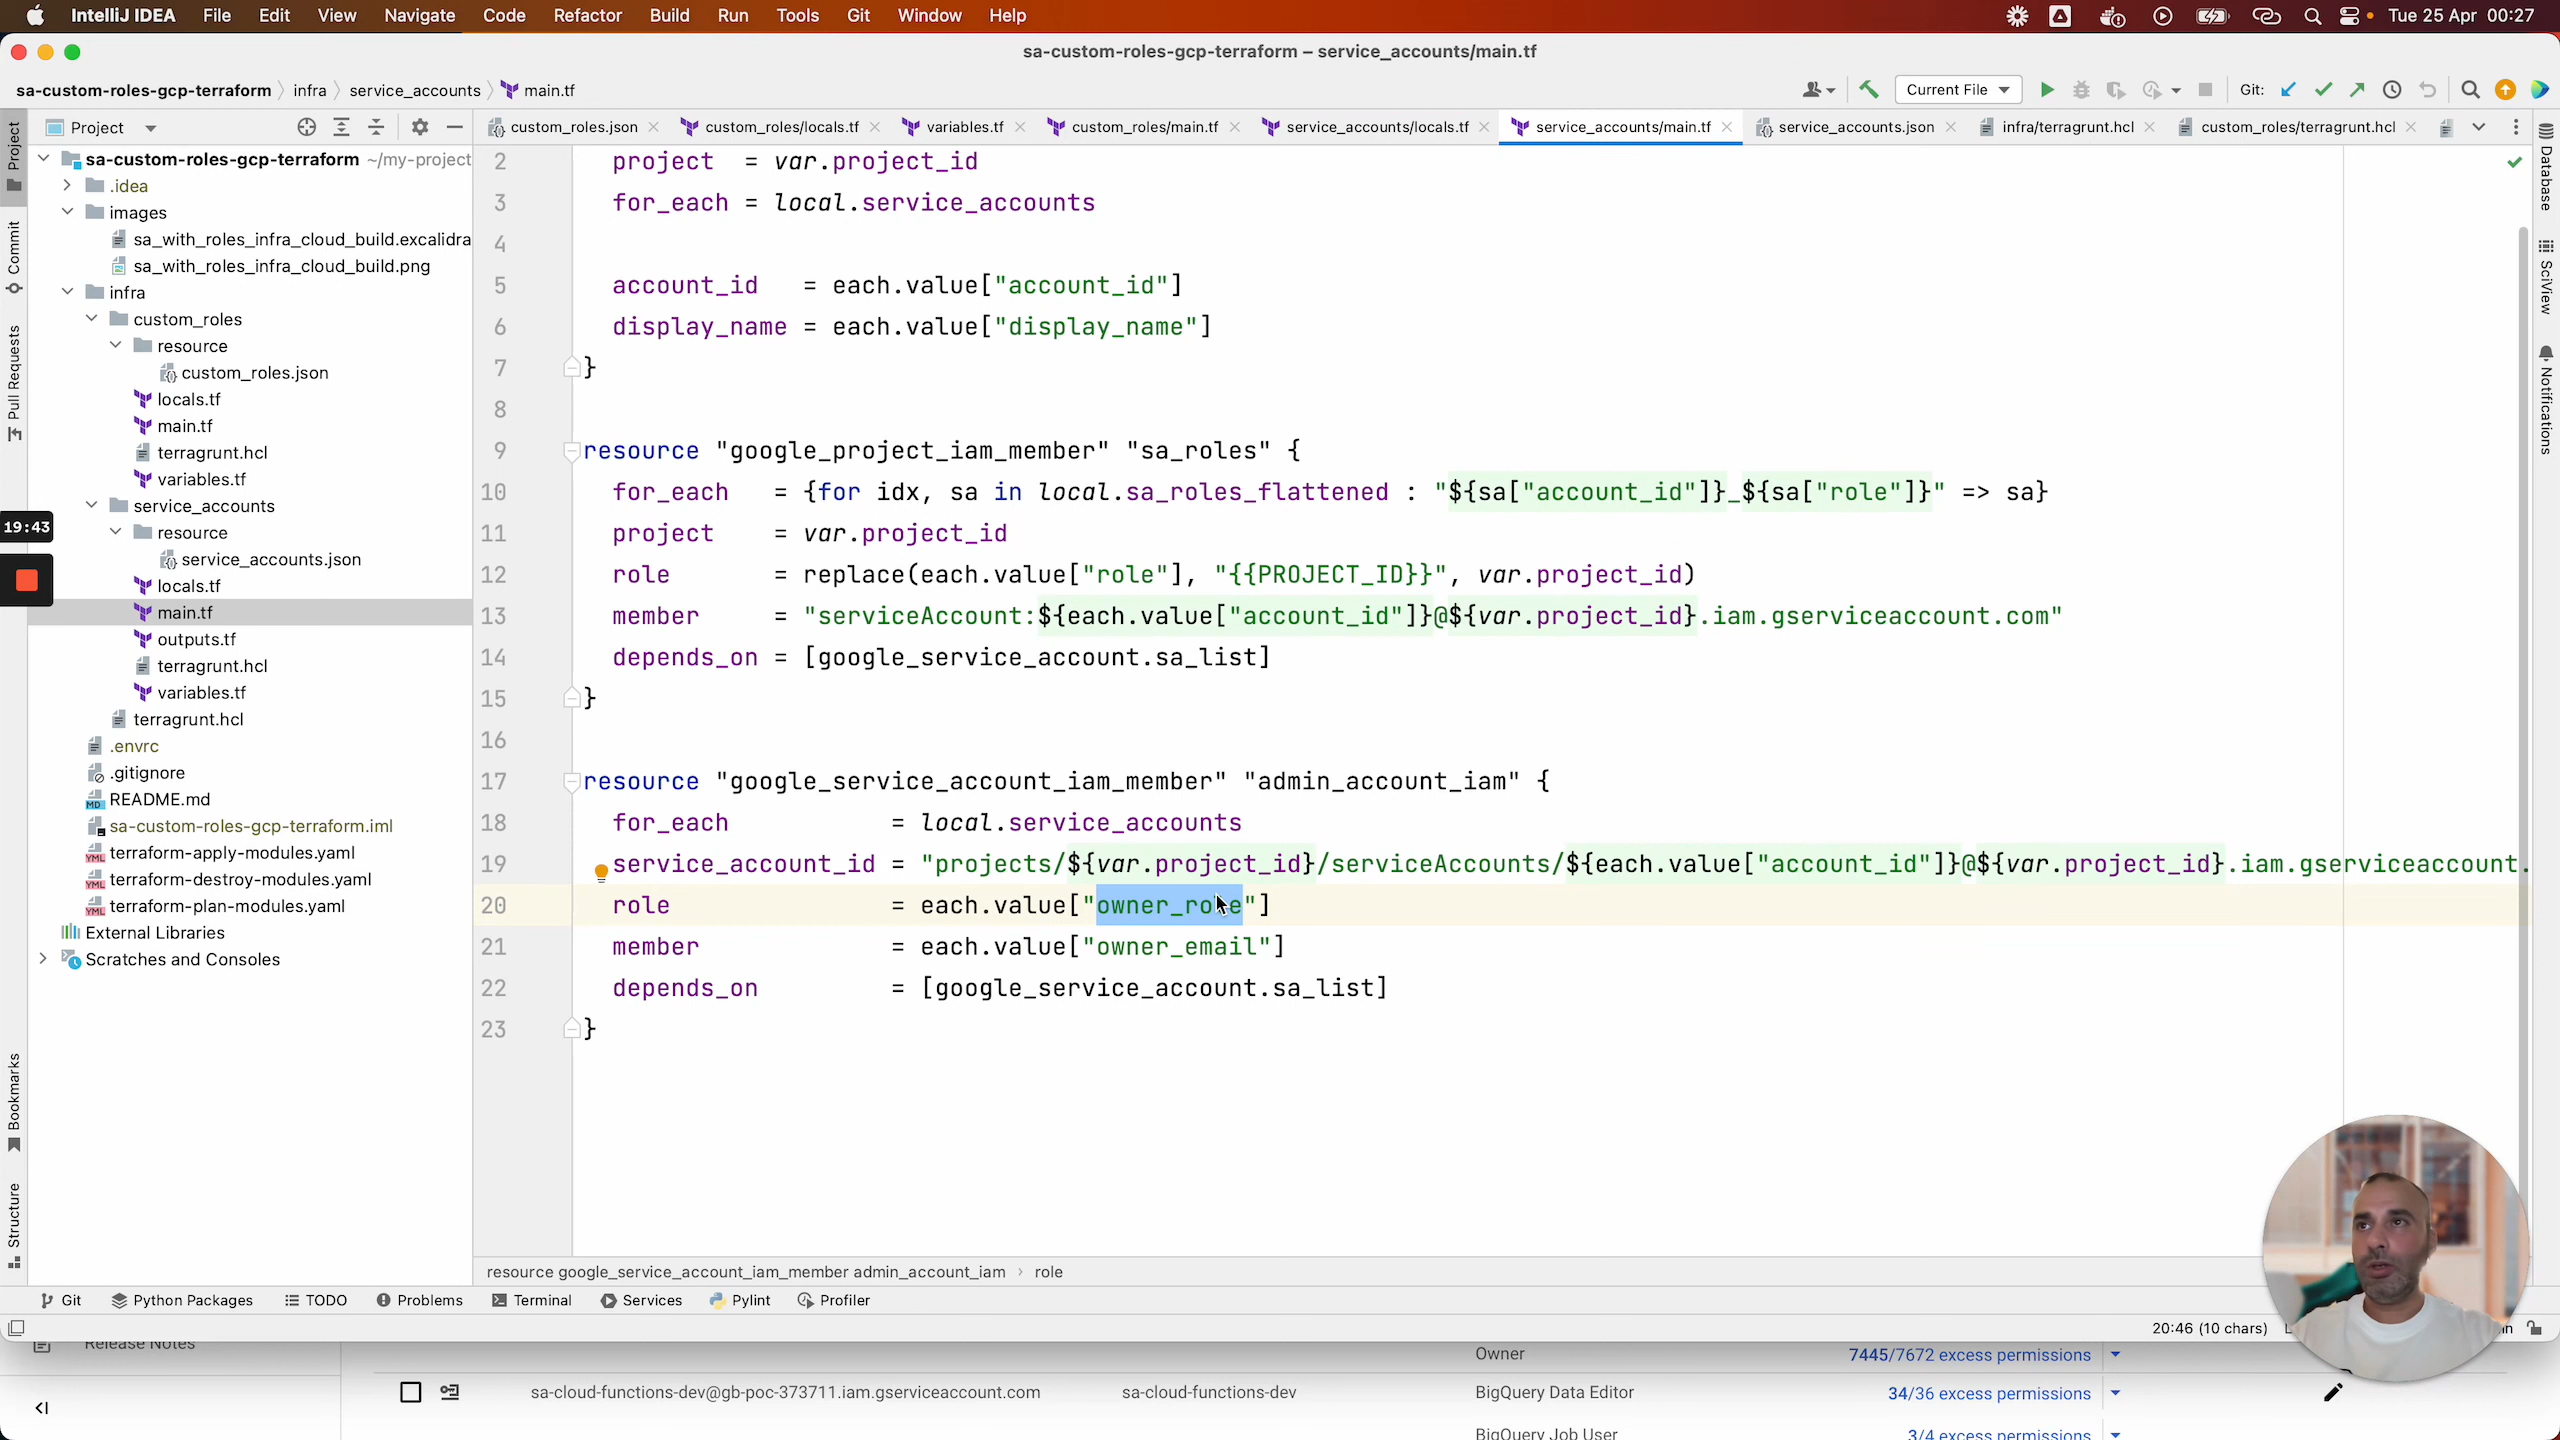 IntelliJ IDEA File Edit View Navigate Code Refactor Build Run Tools Git Window Help Tue 25 Apr 00:27
sa-custom-roles-gcp-terraform – service_accounts/main.tf
sa-custom-roles-gcp-terraform infra service_accounts main.tf Current File Git:
Project custom_roles.json custom_roles/locals.tf variables.tf custom_roles/main.tf service_accounts/locals.tf service_accounts/main.tf service_accounts.json infra/terragrunt.hcl custom_roles/terragrunt.hcl
Project
Commit
Pull Requests
Bookmarks
Structure
sa-custom-roles-gcp-terraform ~/my-project
.idea
images
sa_with_roles_infra_cloud_build.excalidra
sa_with_roles_infra_cloud_build.png
infra
custom_roles
resource
custom_roles.json
locals.tf
main.tf
terragrunt.hcl
variables.tf
service_accounts
resource
service_accounts.json
locals.tf
main.tf
outputs.tf
terragrunt.hcl
variables.tf
terragrunt.hcl
.envrc
.gitignore
README.md
sa-custom-roles-gcp-terraform.iml
terraform-apply-modules.yaml
terraform-destroy-modules.yaml
terraform-plan-modules.yaml
External Libraries
Scratches and Consoles
19:43
2 project = var.project_id
3 for_each = local.service_accounts
4
5 account_id = each.value["account_id"]
6 display_name = each.value["display_name"]
7 }
8
9 resource "google_project_iam_member" "sa_roles" {
10 for_each = {for idx, sa in local.sa_roles_flattened : "${sa["account_id"]}_${sa["role"]}" => sa}
11 project = var.project_id
12 role = replace(each.value["role"], "{{PROJECT_ID}}", var.project_id)
13 member = "serviceAccount:${each.value["account_id"]}@${var.project_id}.iam.gserviceaccount.com"
14 depends_on = [google_service_account.sa_list]
15 }
16
17 resource "google_service_account_iam_member" "admin_account_iam" {
18 for_each = local.service_accounts
19 service_account_id = "projects/${var.project_id}/serviceAccounts/${each.value["account_id"]}@${var.project_id}.iam.gserviceaccount.
20 role = each.value["owner_role"]
21 member = each.value["owner_email"]
22 depends_on = [google_service_account.sa_list]
23 }
Database
SciView
Notifications
resource google_service_account_iam_member admin_account_iam › role
Git Python Packages TODO Problems Terminal Services Pylint Profiler
20:46 (10 chars)
Release Notes
Owner 7445/7672 excess permissions
sa-cloud-functions-dev@gb-poc-373711.iam.gserviceaccount.com sa-cloud-functions-dev BigQuery Data Editor 34/36 excess permissions
BigQuery Job User 3/4 excess permissions